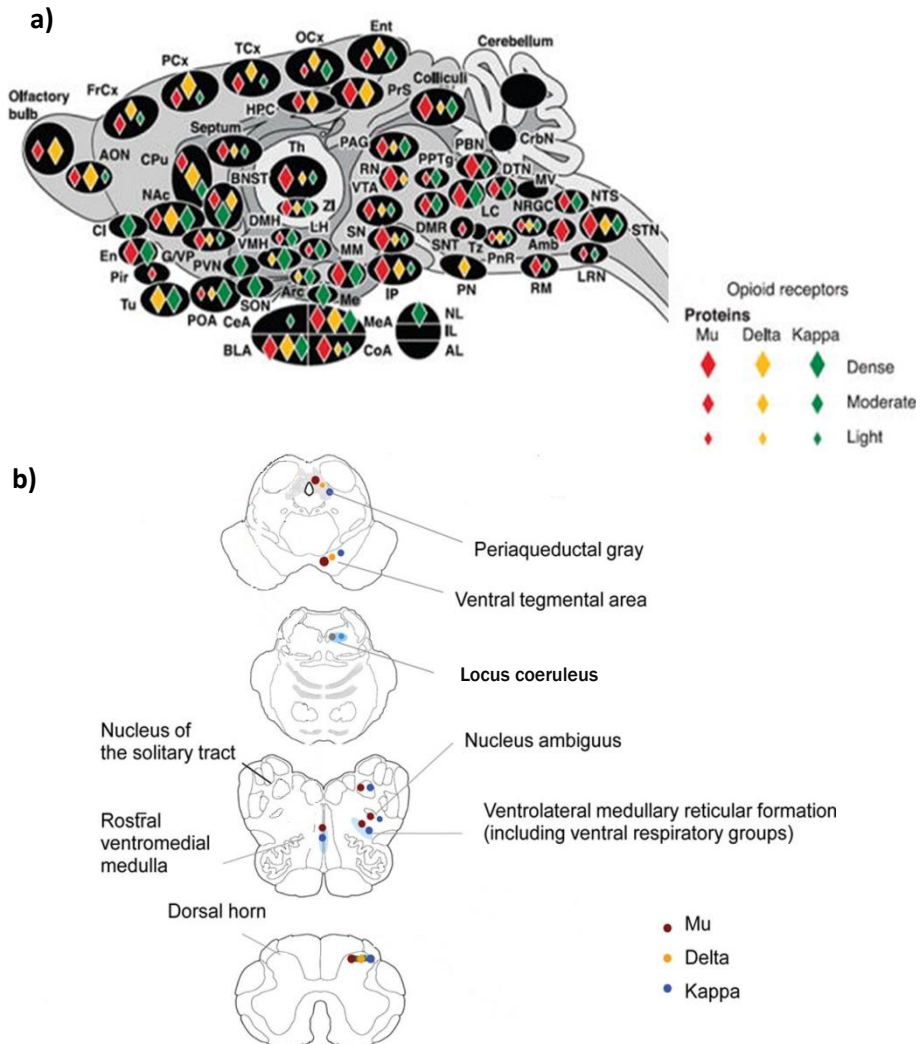 a)
OCx
Ent
TCx
PCx
Cerebellum
FrCx
Colliculi
Olfactory
bulb
HPC
PrS
AON
Septum
CPu
Th
PAG
PBN
CrbN
BNST
RN
PPTg
DTN
MV
VTA
NAc
ZI
LC
NRGC
NTS
CI
DMH
LH
SN
DMR
STN
En
G/VP
VMH
MM
SNT
Tz
Amb
Pir
PVN
PnR
LRN
Tu
POA
SON
Arc
Me
IP
PN
RM
CeA
MeA
NL
IL
BLA
CoA
AL
Opioid receptors
Proteins
Mu Delta Kappa
Dense
Moderate
Light
b)
Periaqueductal gray
Ventral tegmental area
Locus coeruleus
Nucleus of
the solitary tract
Nucleus ambiguus
Rostral
ventromedial
medulla
Ventrolateral medullary reticular formation
(including ventral respiratory groups)
Dorsal horn
Mu
Delta
Kappa